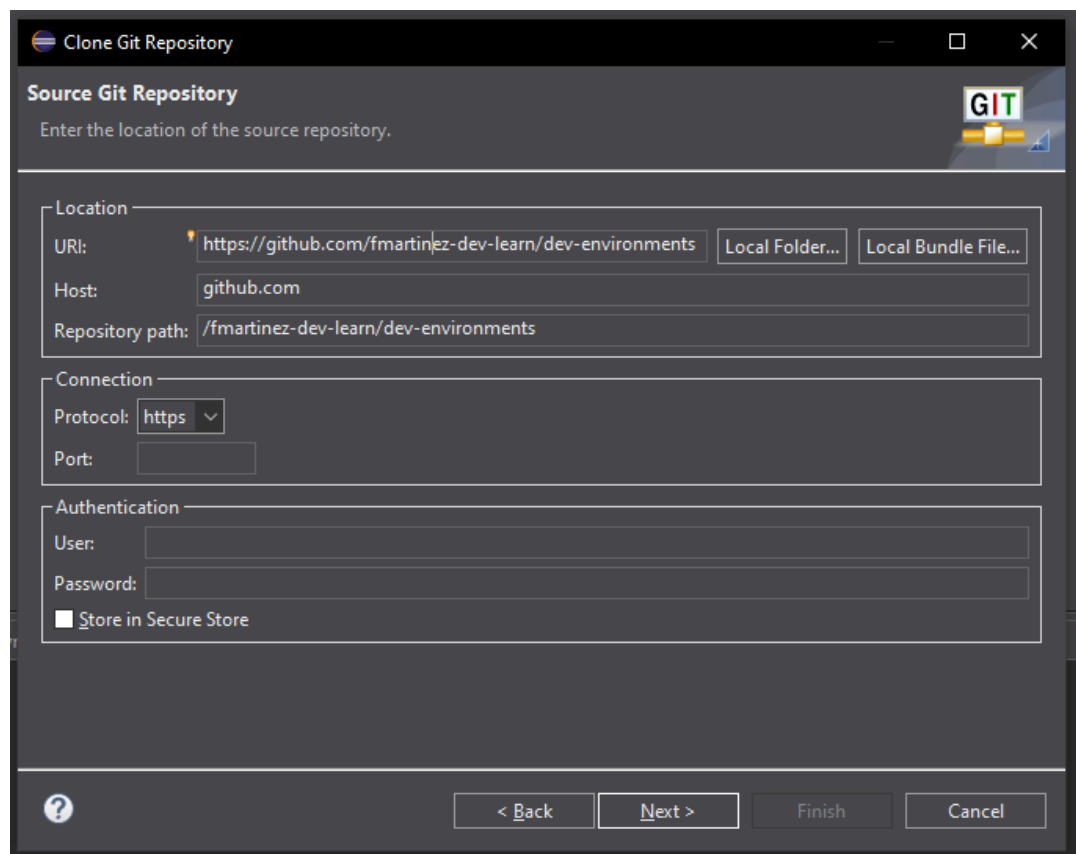 Clone Git Repository
Source Git Repository
Enter the location of the source repository.
GIT
Location
URI: https://github.com/fmartinez-dev-learn/dev-environments Local Folder... Local Bundle File...
Host: github.com
Repository path: /fmartinez-dev-learn/dev-environments
Connection
Protocol: https
Port:
Authentication
User:
Password:
Store in Secure Store
? < Back Next > Finish Cancel